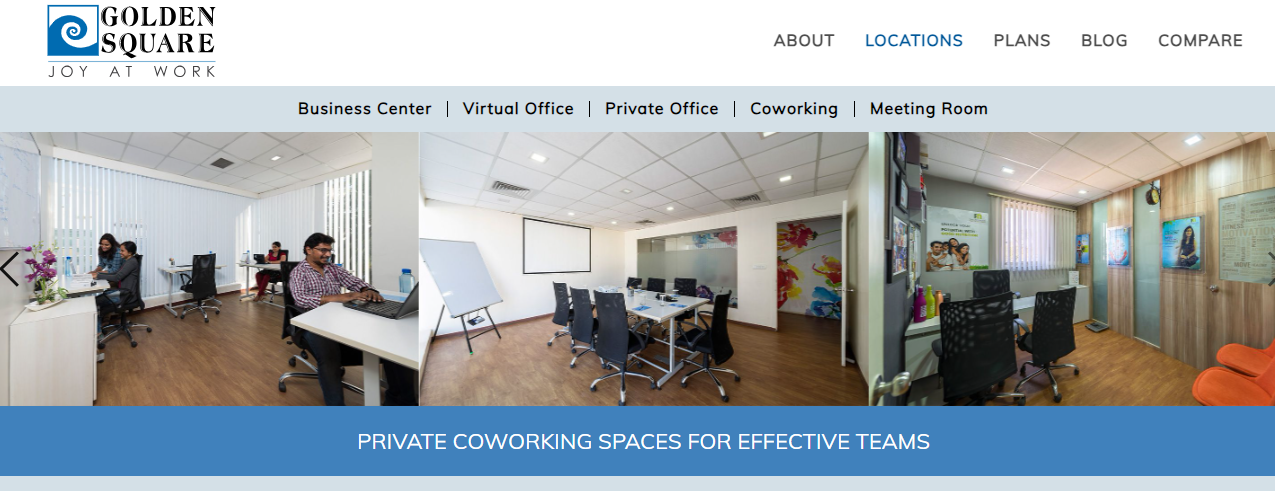 GOLDEN
SQUARE
JOY AT WORK
ABOUT LOCATIONS PLANS BLOG COMPARE
Business Center | Virtual Office | Private Office | Coworking | Meeting Room
PRIVATE COWORKING SPACES FOR EFFECTIVE TEAMS